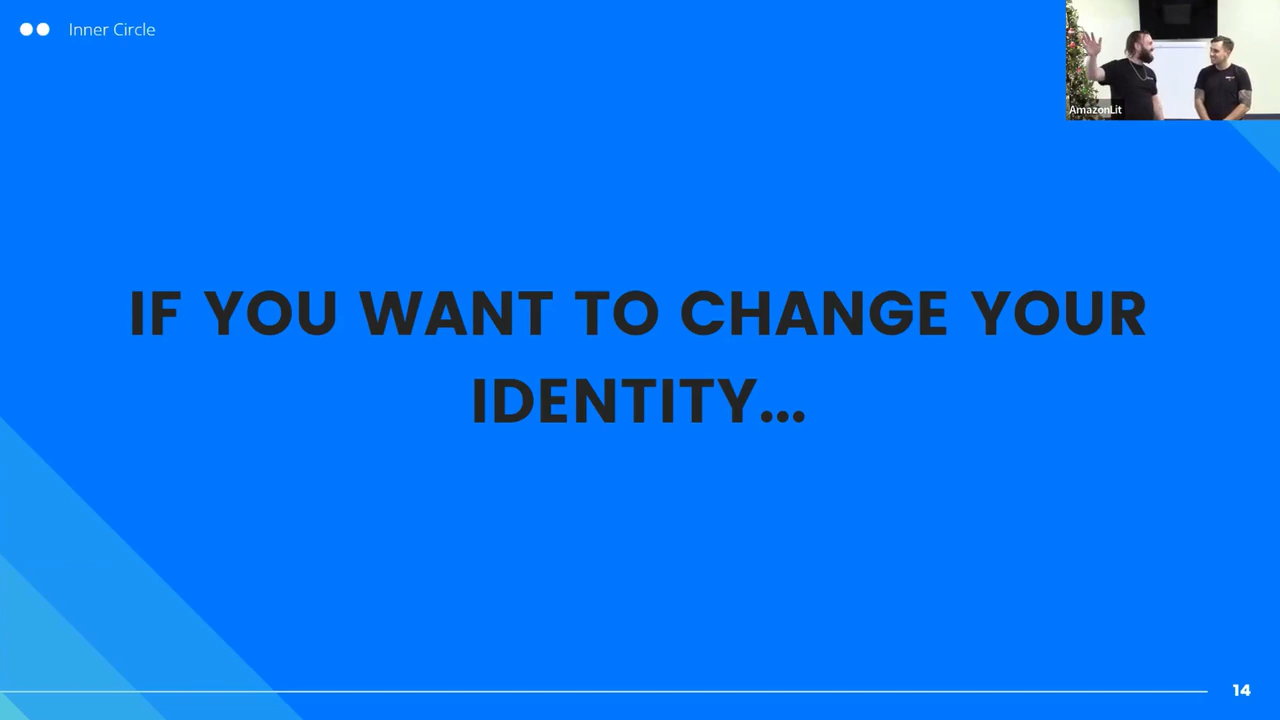 Inner Circle
AmazonLit
IF YOU WANT TO CHANGE YOUR
IDENTITY...
14